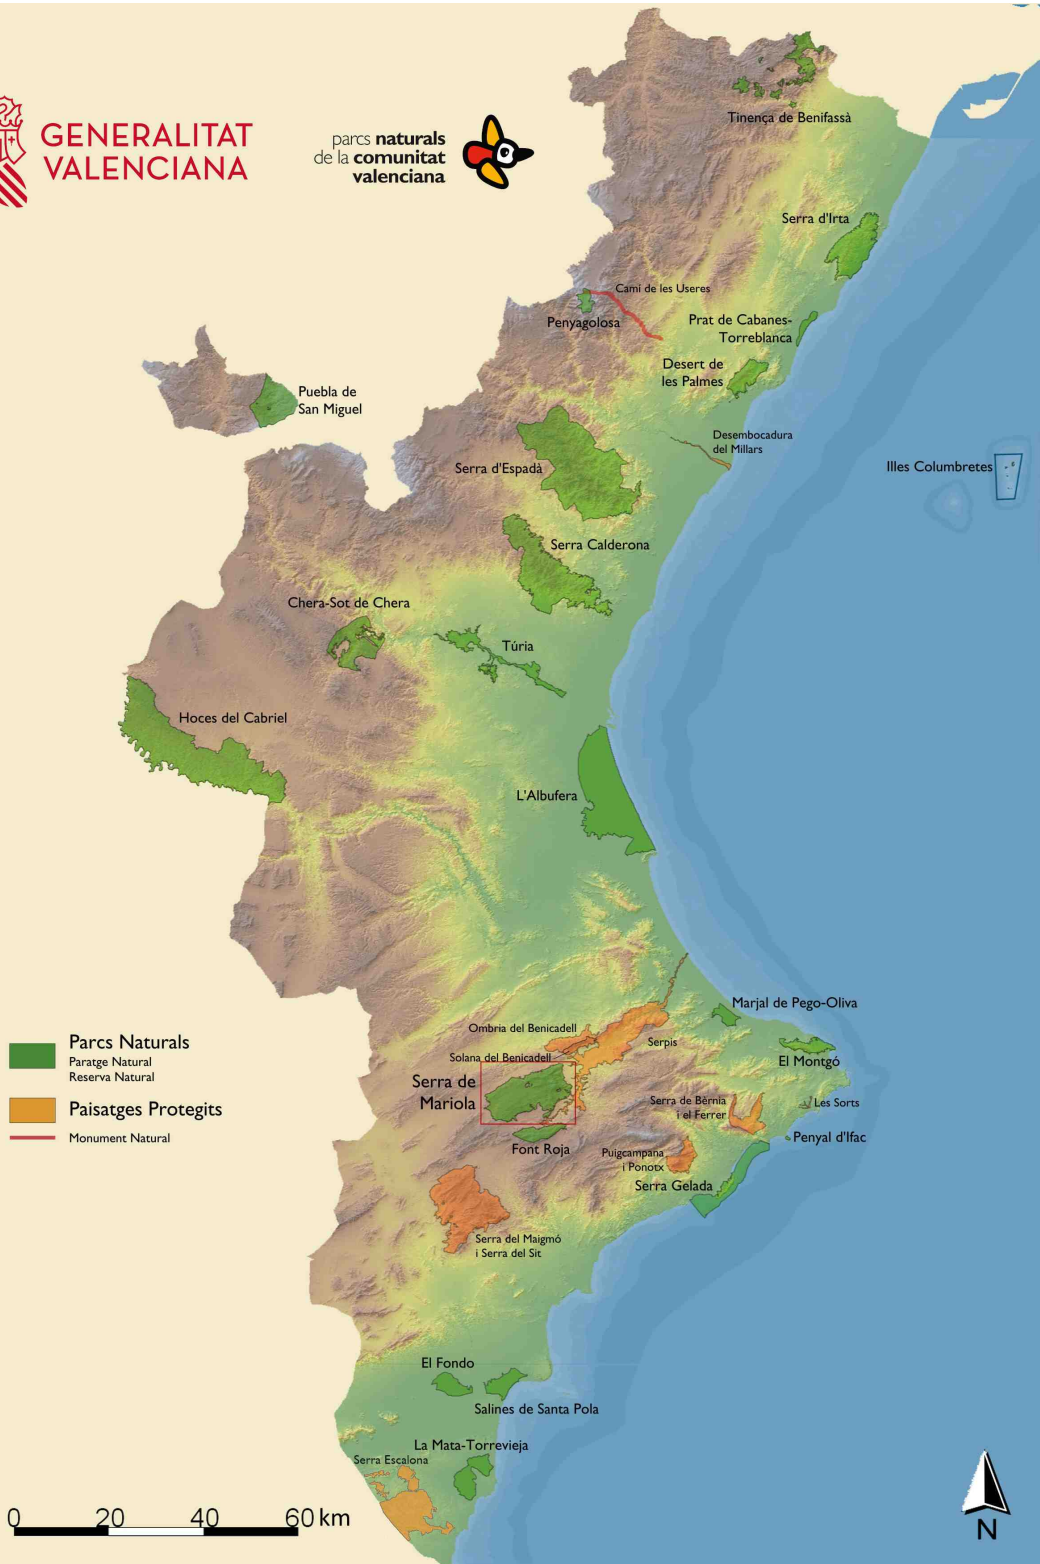 GENERALITAT
VALENCIANA
parcs naturals
de la comunitat
valenciana
Tinença de Benifassà
Serra d'Irta
Camí de les Useres
Penyagolosa
Prat de Cabanes-
Torreblanca
Desert de
les Palmes
Puebla de
San Miguel
Desembocadura
del Millars
Serra d'Espadà
Illes Columbretes
Serra Calderona
Chera-Sot de Chera
Túria
Hoces del Cabriel
L'Albufera
Marjal de Pego-Oliva
Ombria del Benicadell
Serpis
Solana del Benicadell
El Montgó
Serra de
Mariola
Serra de Bèrnia
i el Ferrer
Les Sorts
Penyal d'Ifac
Font Roja
Puigcampana
i Ponotx
Serra Gelada
Serra del Maigmó
i Serra del Sit
Parcs Naturals
Paratge Natural
Reserva Natural
Paisatges Protegits
Monument Natural
El Fondo
Salines de Santa Pola
La Mata-Torrevieja
Serra Escalona
0 20 40 60 km
N